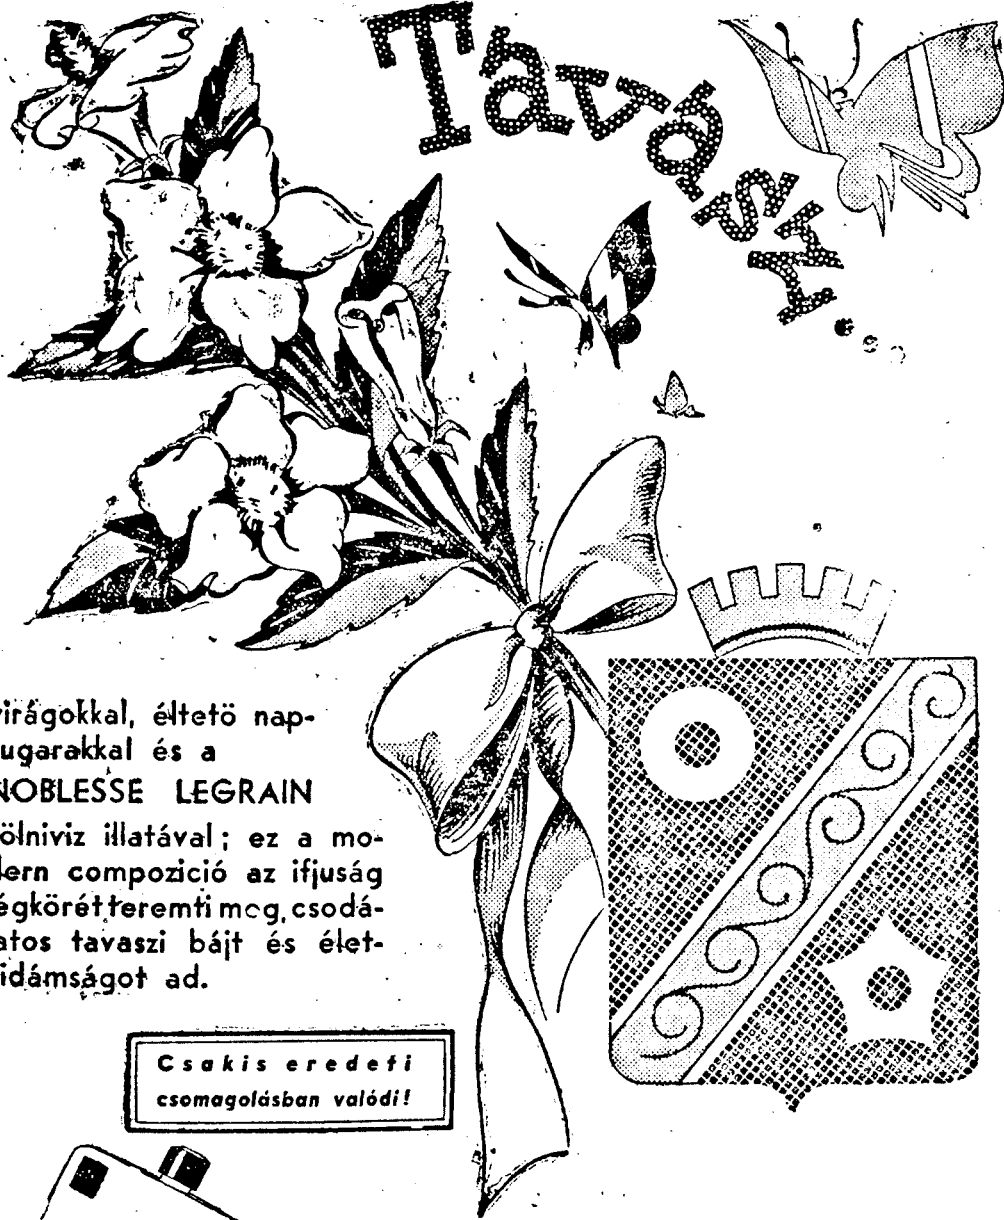 Tavasz...
virágokkal, éltető nap-
sugarakkal és a
NOBLESSE LEGRAIN
kölniviz illatával; ez a mo-
dern compozició az ifjuság
légkörét teremti meg, csodá-
latos tavaszi bájt és élet-
vidámságot ad.
Csakis eredeti
csomagolásban valódi!